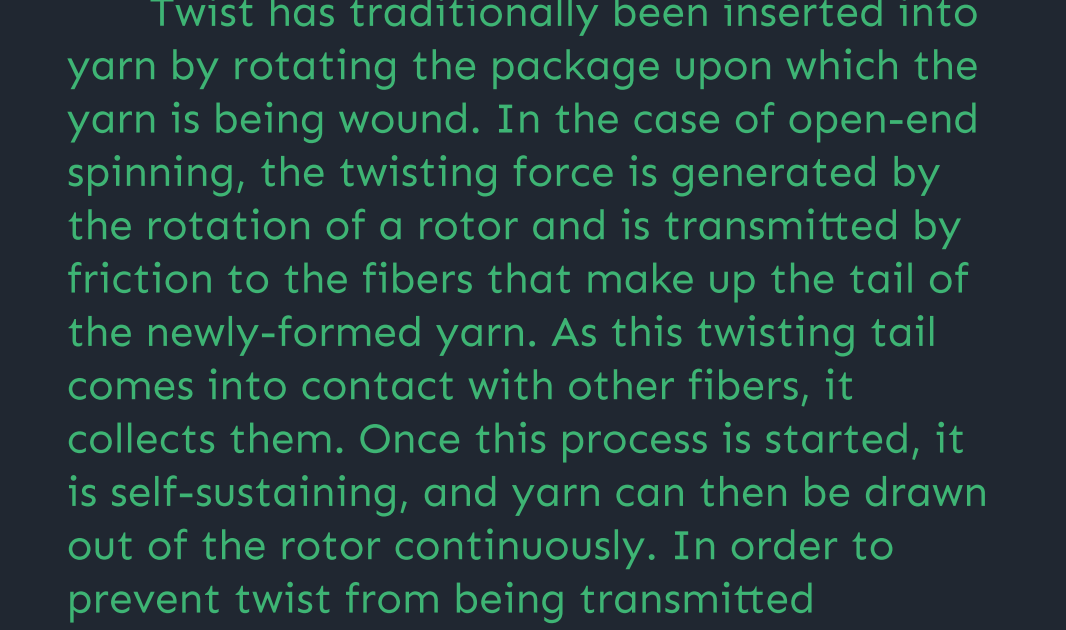 Twist has traditionally been inserted into
yarn by rotating the package upon which the
yarn is being wound. In the case of open-end
spinning, the twisting force is generated by
the rotation of a rotor and is transmitted by
friction to the fibers that make up the tail of
the newly-formed yarn. As this twisting tail
comes into contact with other fibers, it
collects them. Once this process is started, it
is self-sustaining, and yarn can then be drawn
out of the rotor continuously. In order to
prevent twist from being transmitted